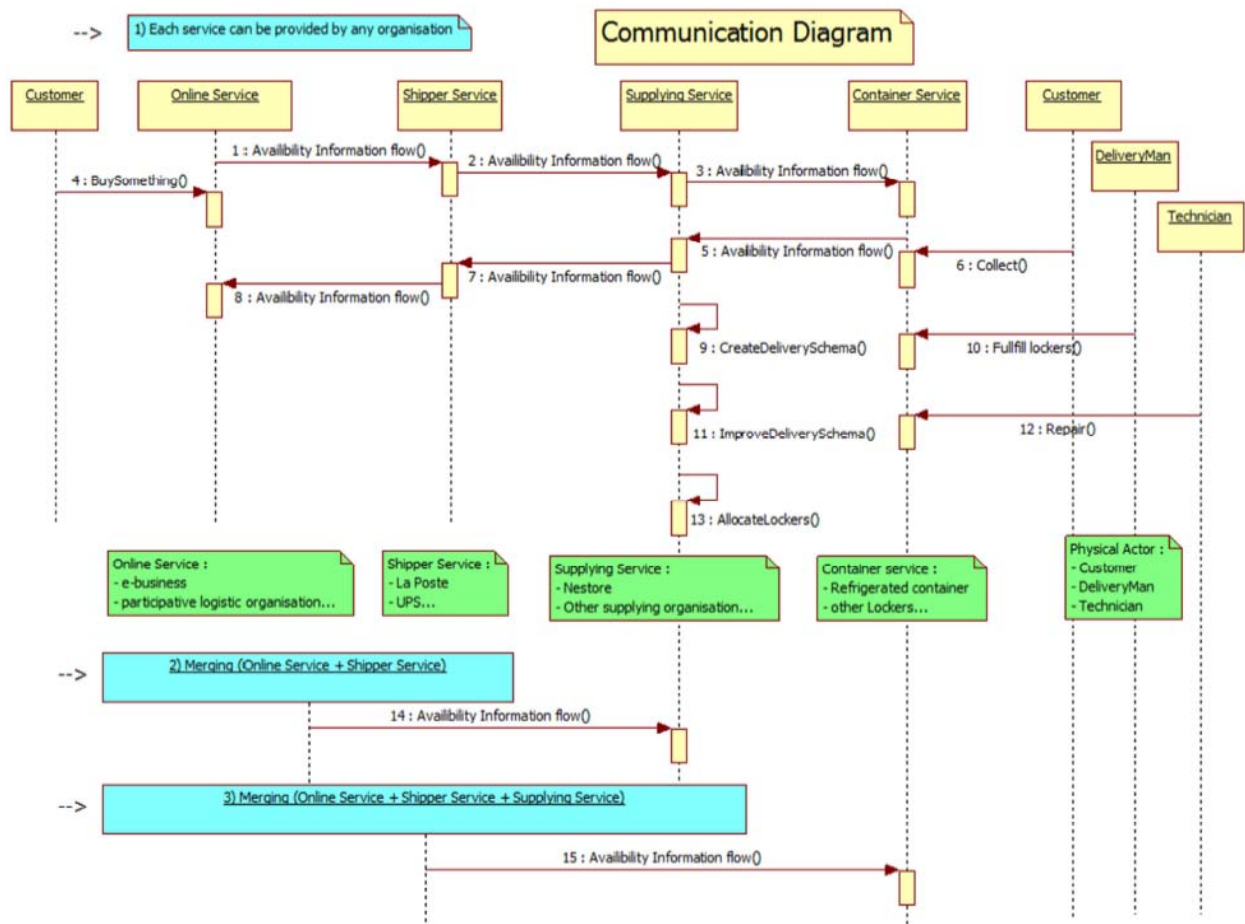 -->
1) Each service can be provided by any organisation
Communication Diagram
Customer
Online Service
Shipper Service
Supplying Service
Container Service
Customer
DeliveryMan
Technician
1 : Availibility Information flow()
2 : Availibility Information flow()
3 : Availibility Information flow()
4 : BuySomething()
5 : Availibility Information flow()
6 : Collect()
7 : Availibility Information flow()
8 : Availibility Information flow()
9 : CreateDeliverySchema()
10 : Fullfill lockers()
11 : ImproveDeliverySchema()
12 : Repair()
13 : AllocateLockers()
Online Service :
- e-business
- participative logistic organisation...
Shipper Service :
- La Poste
- UPS...
Supplying Service :
- Nestore
- Other supplying organisation...
Container service :
- Refrigerated container
- other Lockers...
Physical Actor :
- Customer
- DeliveryMan
- Technician
-->
2) Merging (Online Service + Shipper Service)
14 : Availibility Information flow()
-->
3) Merging (Online Service + Shipper Service + Supplying Service)
15 : Availibility Information flow()